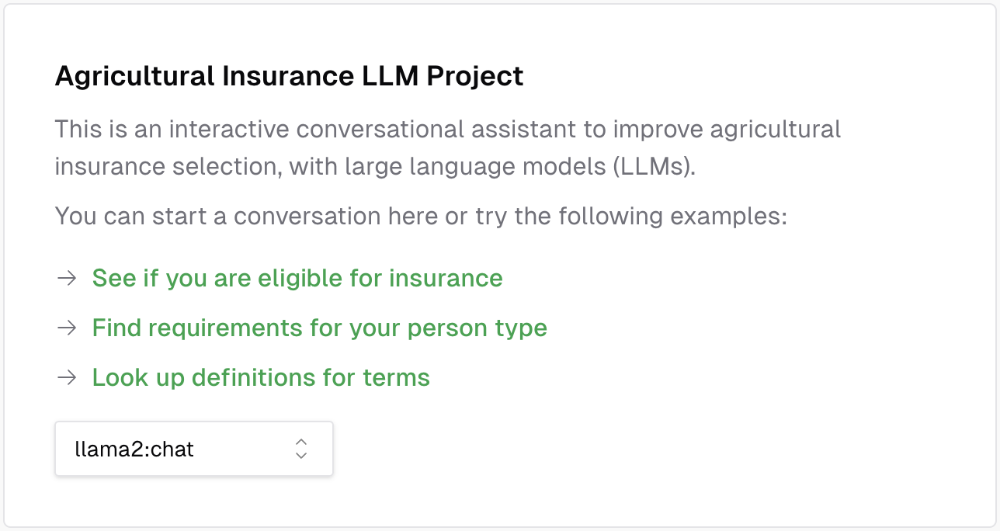 Agricultural Insurance LLM Project
This is an interactive conversational assistant to improve agricultural
insurance selection, with large language models (LLMs).
You can start a conversation here or try the following examples:
→ See if you are eligible for insurance
→ Find requirements for your person type
→ Look up definitions for terms
llama2:chat